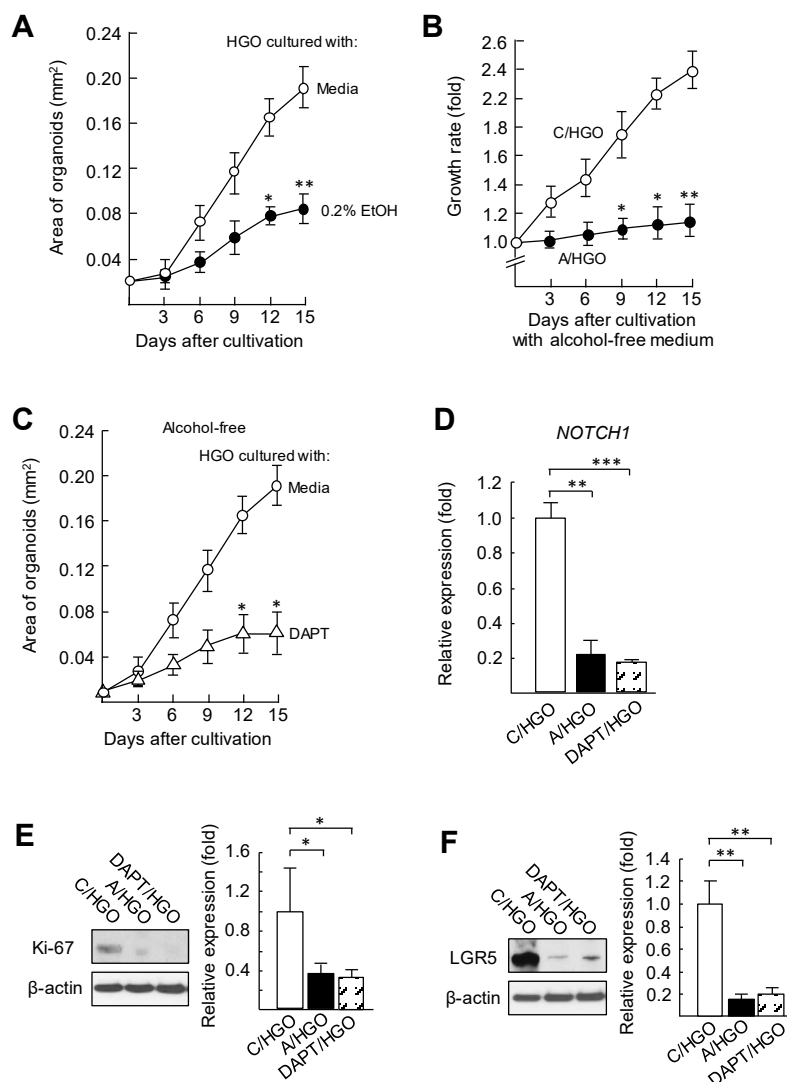 A
HGO cultured with:
Area of organoids (mm²)
0.24
0.20
0.16
0.12
0.08
0.04
Media
*
**
0.2% EtOH
3 6 9 12 15
Days after cultivation
B
Growth rate (fold)
2.6
2.4
2.2
2.0
1.8
1.6
1.4
1.2
1.0
C/HGO
*
*
**
A/HGO
3 6 9 12 15
Days after cultivation
with alcohol-free medium
C
Alcohol-free
HGO cultured with:
Area of organoids (mm²)
0.24
0.20
0.16
0.12
0.08
0.04
Media
* *
DAPT
3 6 9 12 15
Days after cultivation
D
NOTCH1
Relative expression (fold)
1.2
1.0
0.8
0.6
0.4
0.2
***
**
C/HGO
A/HGO
DAPT/HGO
E
C/HGO
A/HGO
DAPT/HGO
Ki-67
β-actin
Relative expression (fold)
1.6
1.2
0.8
0.4
*
*
C/HGO
A/HGO
DAPT/HGO
F
C/HGO
A/HGO
DAPT/HGO
LGR5
β-actin
Relative expression (fold)
1.4
1.2
1.0
0.8
0.6
0.4
0.2
**
**
C/HGO
A/HGO
DAPT/HGO